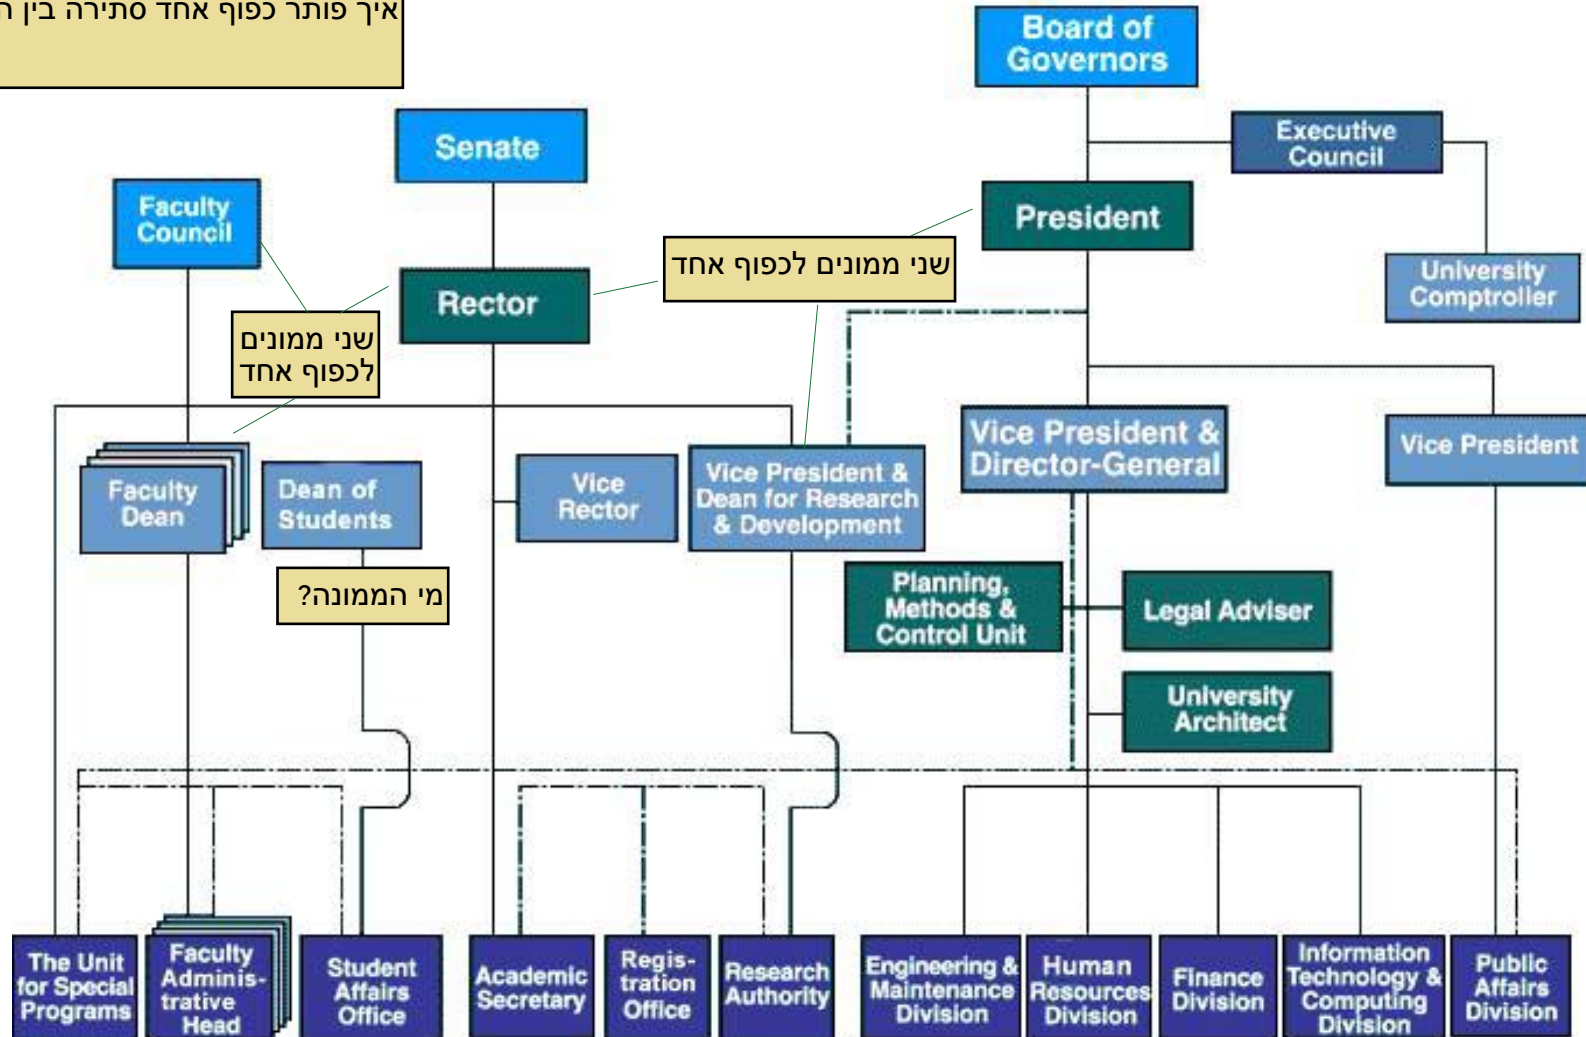 איך פותר כפוף אחד סתירה בין
Board of
Governors
Senate
Executive
Council
Faculty
Council
President
שני ממונים לכפוף אחד
University
Comptroller
Rector
שני ממונים
לכפוף אחד
Faculty
Dean
Dean of
Students
Vice
Rector
Vice President &
Dean for Research
& Development
Vice President &
Director-General
Vice President
מי הממונה?
Planning,
Methods &
Control Unit
Legal Adviser
University
Architect
The Unit
for Special
Programs
Faculty
Adminis-
trative
Head
Student
Affairs
Office
Academic
Secretary
Regis-
tration
Office
Research
Authority
Engineering &
Maintenance
Division
Human
Resources
Division
Finance
Division
Information
Technology &
Computing
Division
Public
Affairs
Division